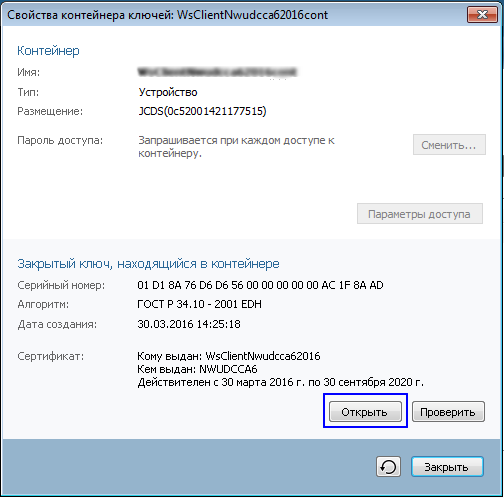 Свойства контейнера ключей: WsClientNwudcca62016cont
Контейнер
Имя:
Тип: Устройство
Размещение: JCDS(0c52001421177515)
Пароль доступа: Запрашивается при каждом доступе к
контейнеру.
Сменить...
Параметры доступа
Закрытый ключ, находящийся в контейнере
Серийный номер: 01 D1 8A 76 D6 D6 56 00 00 00 00 00 AC 1F 8A AD
Алгоритм: ГОСТ Р 34.10 - 2001 EDH
Дата создания: 30.03.2016 14:25:18
Сертификат: Кому выдан: WsClientNwudcca62016
Кем выдан: NWUDCCA6
Действителен с 30 марта 2016 г. по 30 сентября 2020 г.
Открыть Проверить
Закрыть